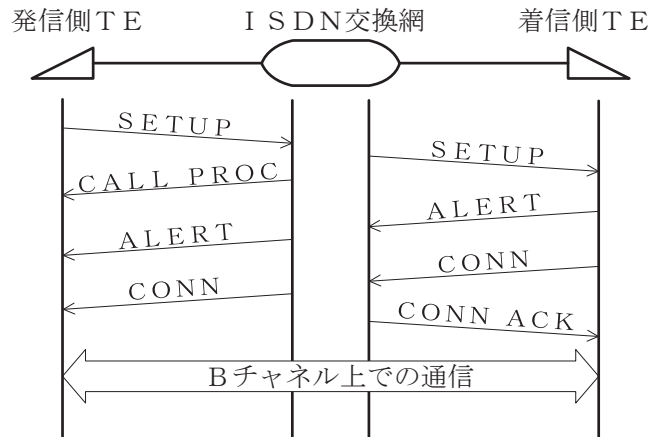 発信側ＴＥ
ＩＳＤＮ交換網
着信側ＴＥ
ＳＥＴＵＰ
ＳＥＴＵＰ
ＣＡＬＬ ＰＲＯＣ
ＡＬＥＲＴ
ＡＬＥＲＴ
ＣＯＮＮ
ＣＯＮＮ
ＣＯＮＮ ＡＣＫ
Ｂチャネル上での通信